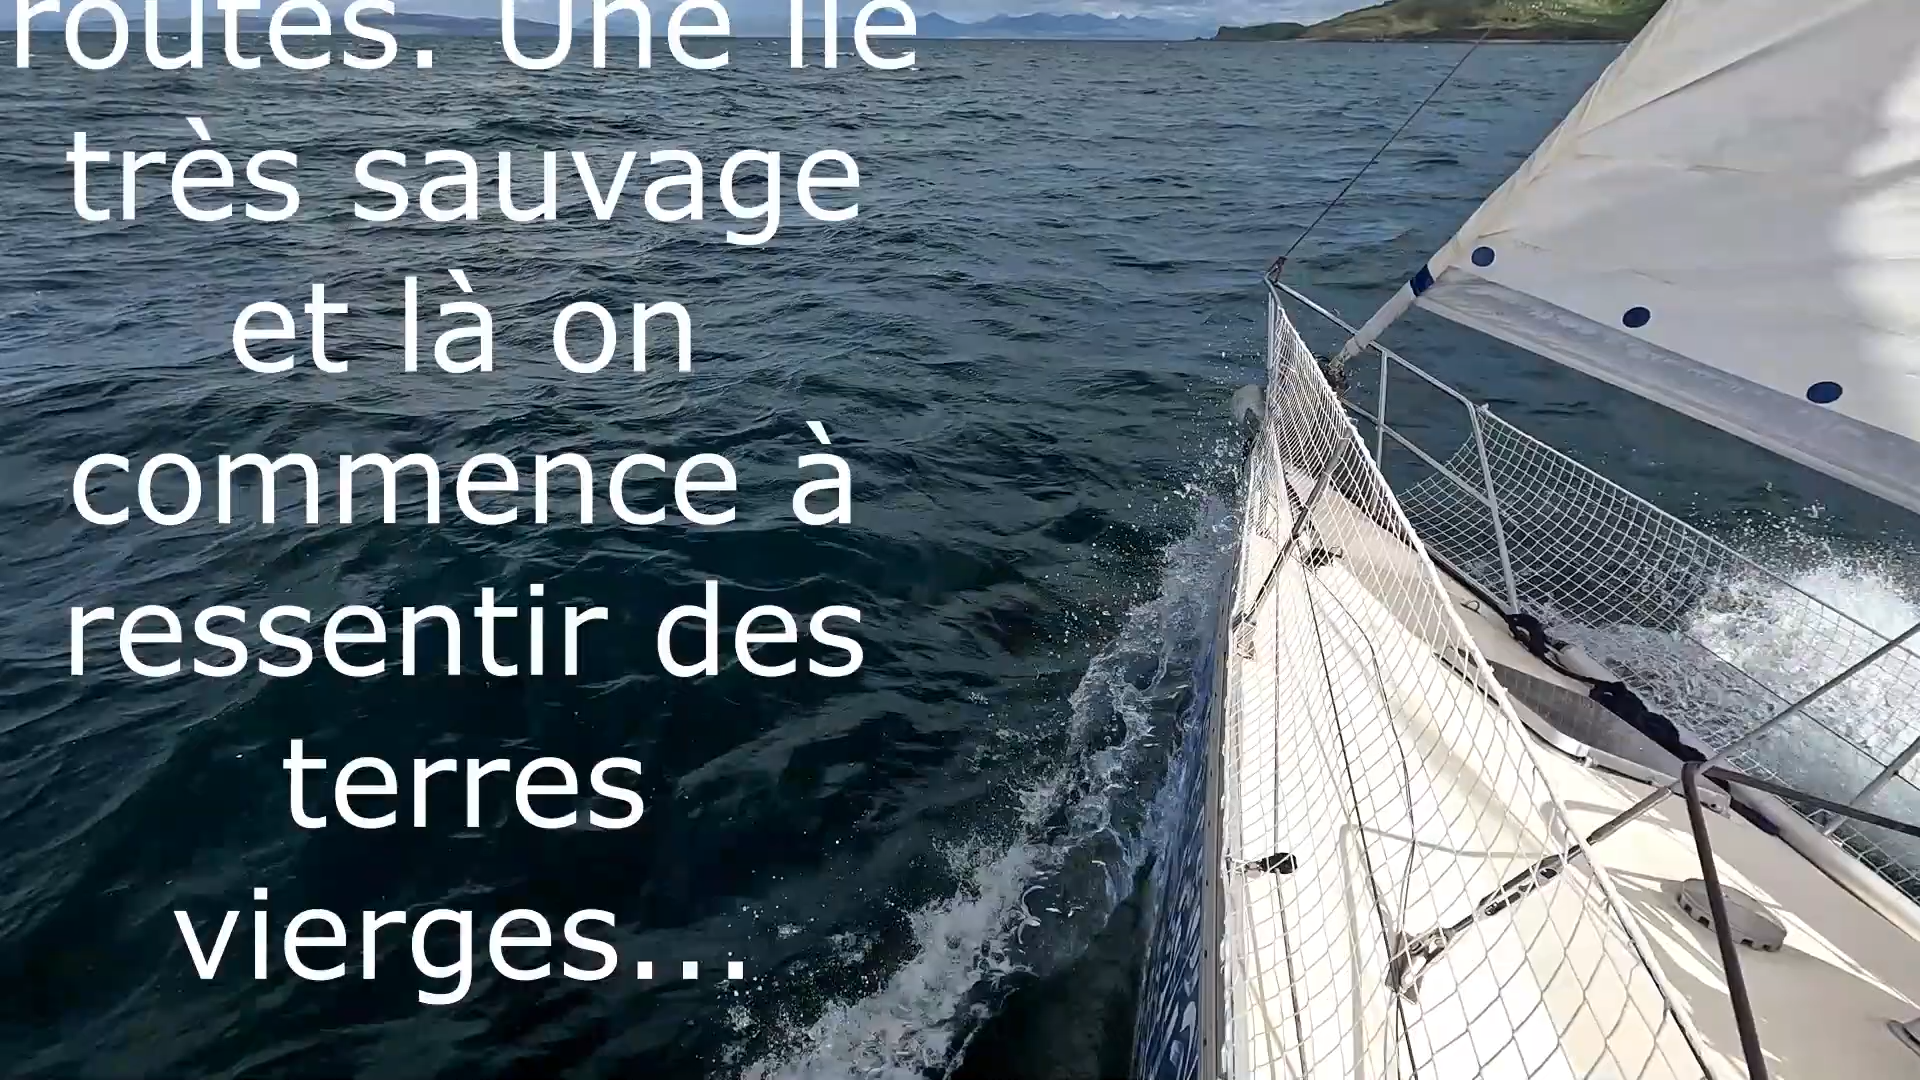 routes. Une île
très sauvage
et là on
commence à
ressentir des
terres
vierges...